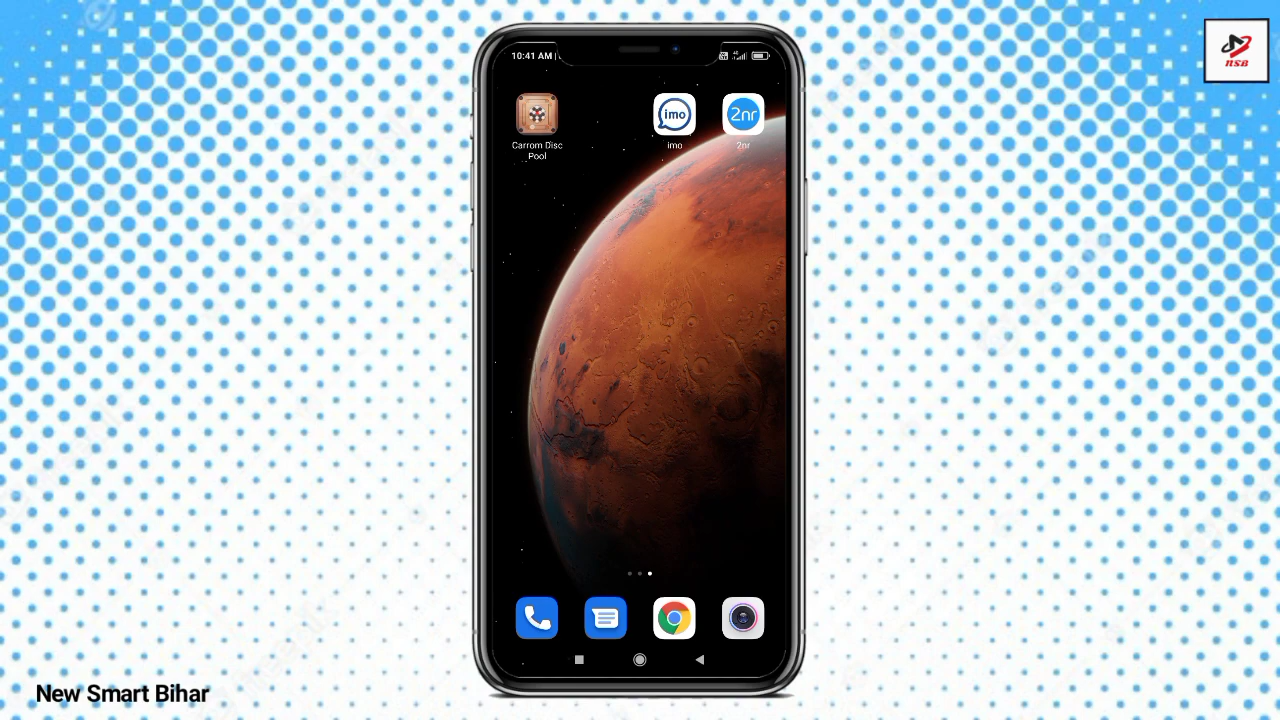 NSB
10:41 AM
imo
2nr
Carrom Disc
Pool
imo
2nr
New Smart Bihar